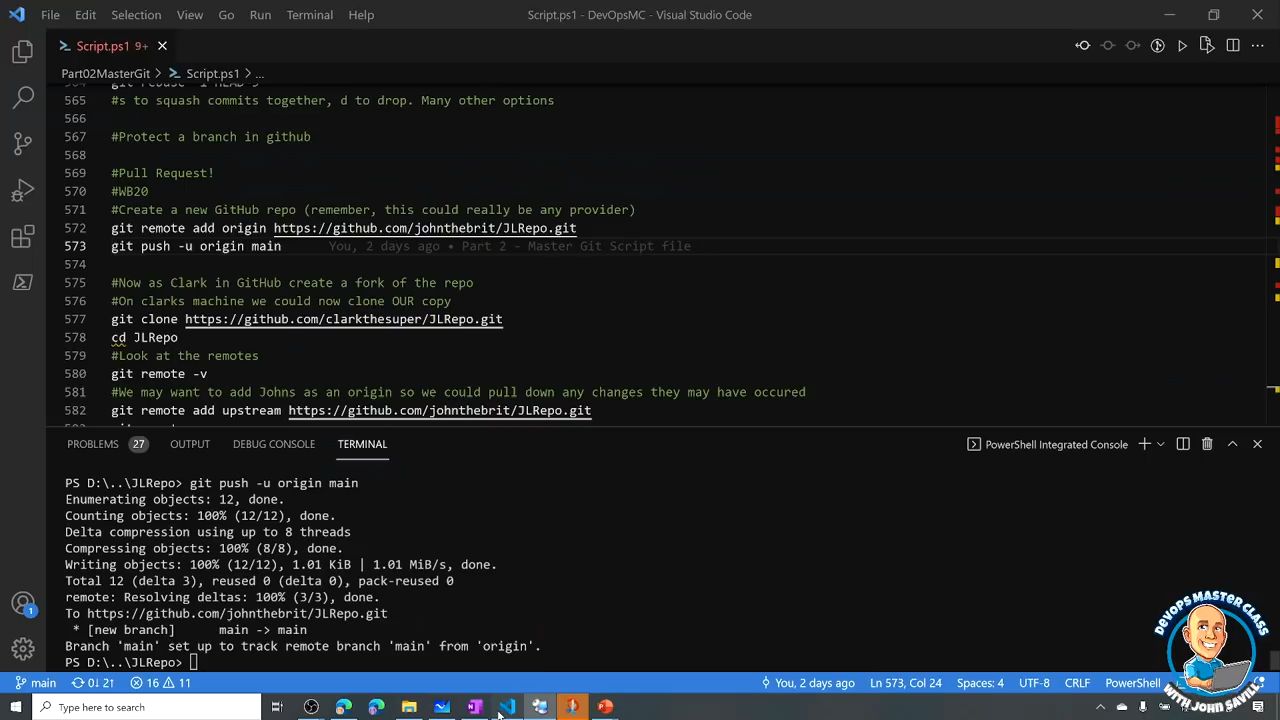 File Edit View Go Run Terminal Help
Script.ps1 - DevOpsMC - Visual Studio Code
Script.ps1 9+
Part02MasterGit > Script.ps1 > ...
565 #s to squash commits together, d to drop. Many other options
566
567 #Protect a branch in github
568
569 #Pull Request!
570 #WB20
571 #Create a new GitHub repo (remember, this could really be any provider)
572 git remote add origin https://github.com/johnthebrit/JLRepo.git
573 git push -u origin main You, 2 days ago • Part 2 - Master Git Script file
574
575 #Now as Clark in GitHub create a fork of the repo
576 #On clarks machine we could now clone OUR copy
577 git clone https://github.com/clarkthesuper/JLRepo.git
578 cd JLRepo
579 #Look at the remotes
580 git remote -v
581 #We may want to add Johns as an origin so we could pull down any changes they may have occured
582 git remote add upstream https://github.com/johnthebrit/JLRepo.git
PROBLEMS 27 OUTPUT DEBUG CONSOLE TERMINAL
PowerShell Integrated Console
PS D:\..\JLRepo> git push -u origin main
Enumerating objects: 12, done.
Counting objects: 100% (12/12), done.
Delta compression using up to 8 threads
Compressing objects: 100% (8/8), done.
Writing objects: 100% (12/12), 1.01 KiB | 1.01 MiB/s, done.
Total 12 (delta 3), reused 0 (delta 0), pack-reused 0
remote: Resolving deltas: 100% (3/3), done.
To https://github.com/johnthebrit/JLRepo.git
* [new branch] main -> main
Branch 'main' set up to track remote branch 'main' from 'origin'.
PS D:\..\JLRepo>
DEVOPS MASTER CLASS
WITH JOHN SAVILL
1
main 0↓ 2↑ 16 11
You, 2 days ago Ln 573, Col 24 Spaces: 4 UTF-8 CRLF PowerShell
Type here to search